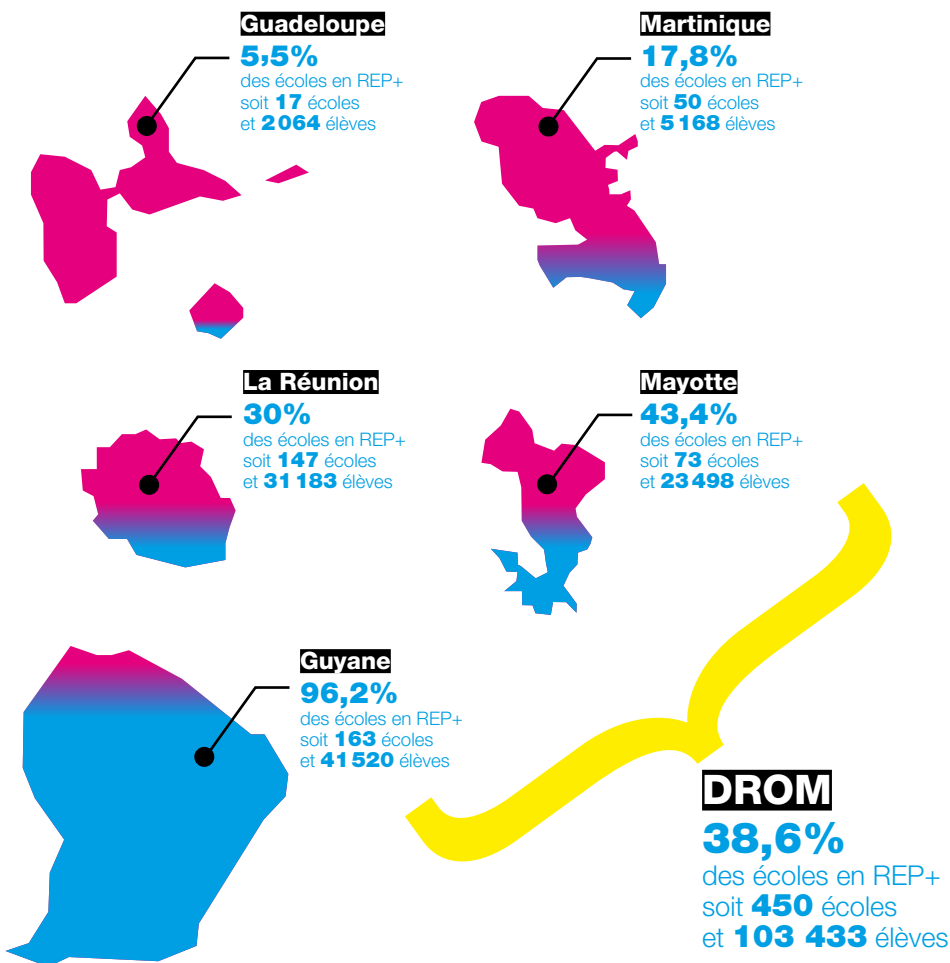 Guadeloupe
5,5%
des écoles en REP+
soit 17 écoles
et 2 064 élèves
Martinique
17,8%
des écoles en REP+
soit 50 écoles
et 5 168 élèves
La Réunion
30%
des écoles en REP+
soit 147 écoles
et 31 183 élèves
Mayotte
43,4%
des écoles en REP+
soit 73 écoles
et 23 498 élèves
Guyane
96,2%
des écoles en REP+
soit 163 écoles
et 41 520 élèves
DROM
38,6%
des écoles en REP+
soit 450 écoles
et 103 433 élèves